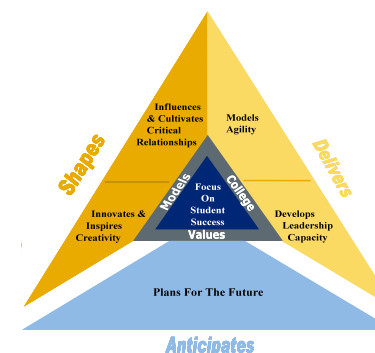 Influences
& Cultivates
Critical
Relationships
Models
Agility
Shapes
Delivers
Models
College
Focus
On
Student
Success
Values
Innovates &
Inspires
Creativity
Develops
Leadership
Capacity
Plans For The Future
Anticipates